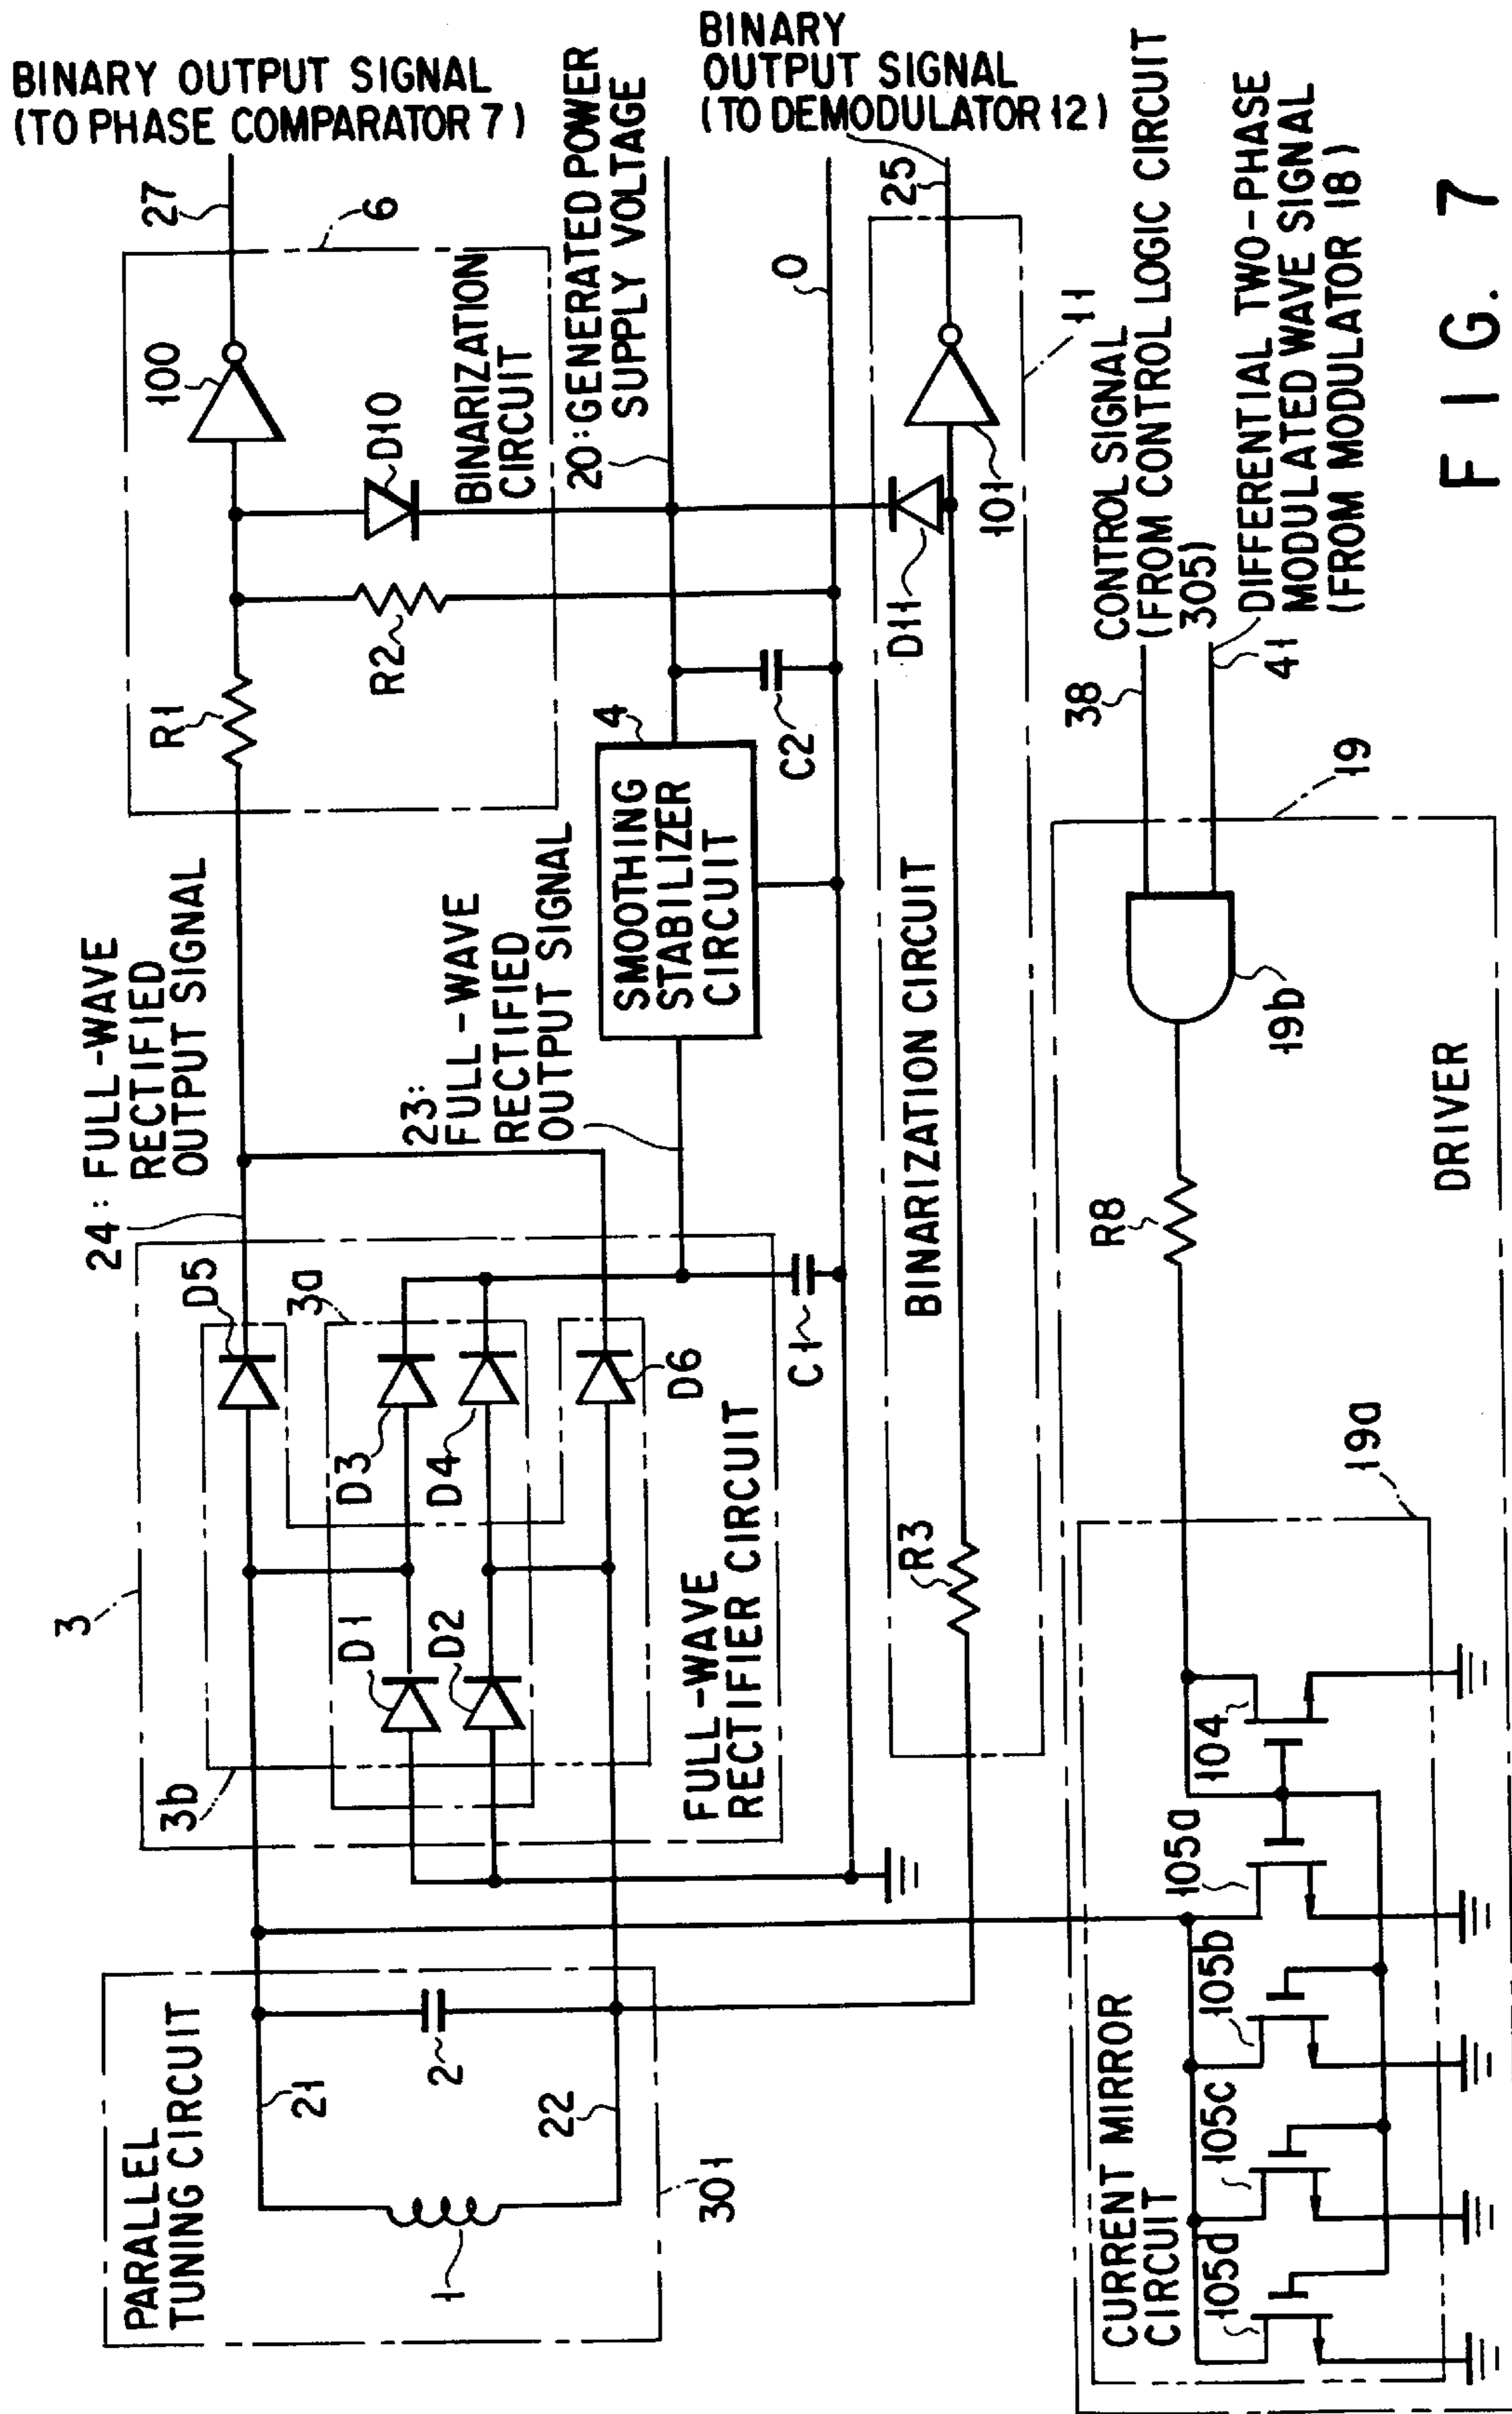 BINARY OUTPUT SIGNAL
(TO PHASE COMPARATOR 7)
27
6
100
D10
BINARIZATION
CIRCUIT
R1
R2
20:GENERATED POWER
SUPPLY VOLTAGE
BINARY
OUTPUT SIGNAL
(TO DEMODULATOR 12)
25
0
11
101
D11
BINARIZATION CIRCUIT
R3
24: FULL-WAVE
RECTIFIED
OUTPUT SIGNAL
23:
FULL-WAVE
RECTIFIED
OUTPUT SIGNAL
4
SMOOTHING
STABILIZER
CIRCUIT
C2
C1
3
D5
3a
D3
D4
D6
D1
D2
3b
FULL-WAVE
RECTIFIER CIRCUIT
PARALLEL
TUNING CIRCUIT
21
2
22
1
301
CONTROL SIGNAL
(FROM CONTROL LOGIC CIRCUIT
305)
38
DIFFERENTIAL TWO-PHASE
MODULATED WAVE SIGNAL
(FROM MODULATOR 18)
41
19
19b
DRIVER
R8
19a
104
105a
105b
105c
105d
CURRENT MIRROR
CIRCUIT
FIG. 7